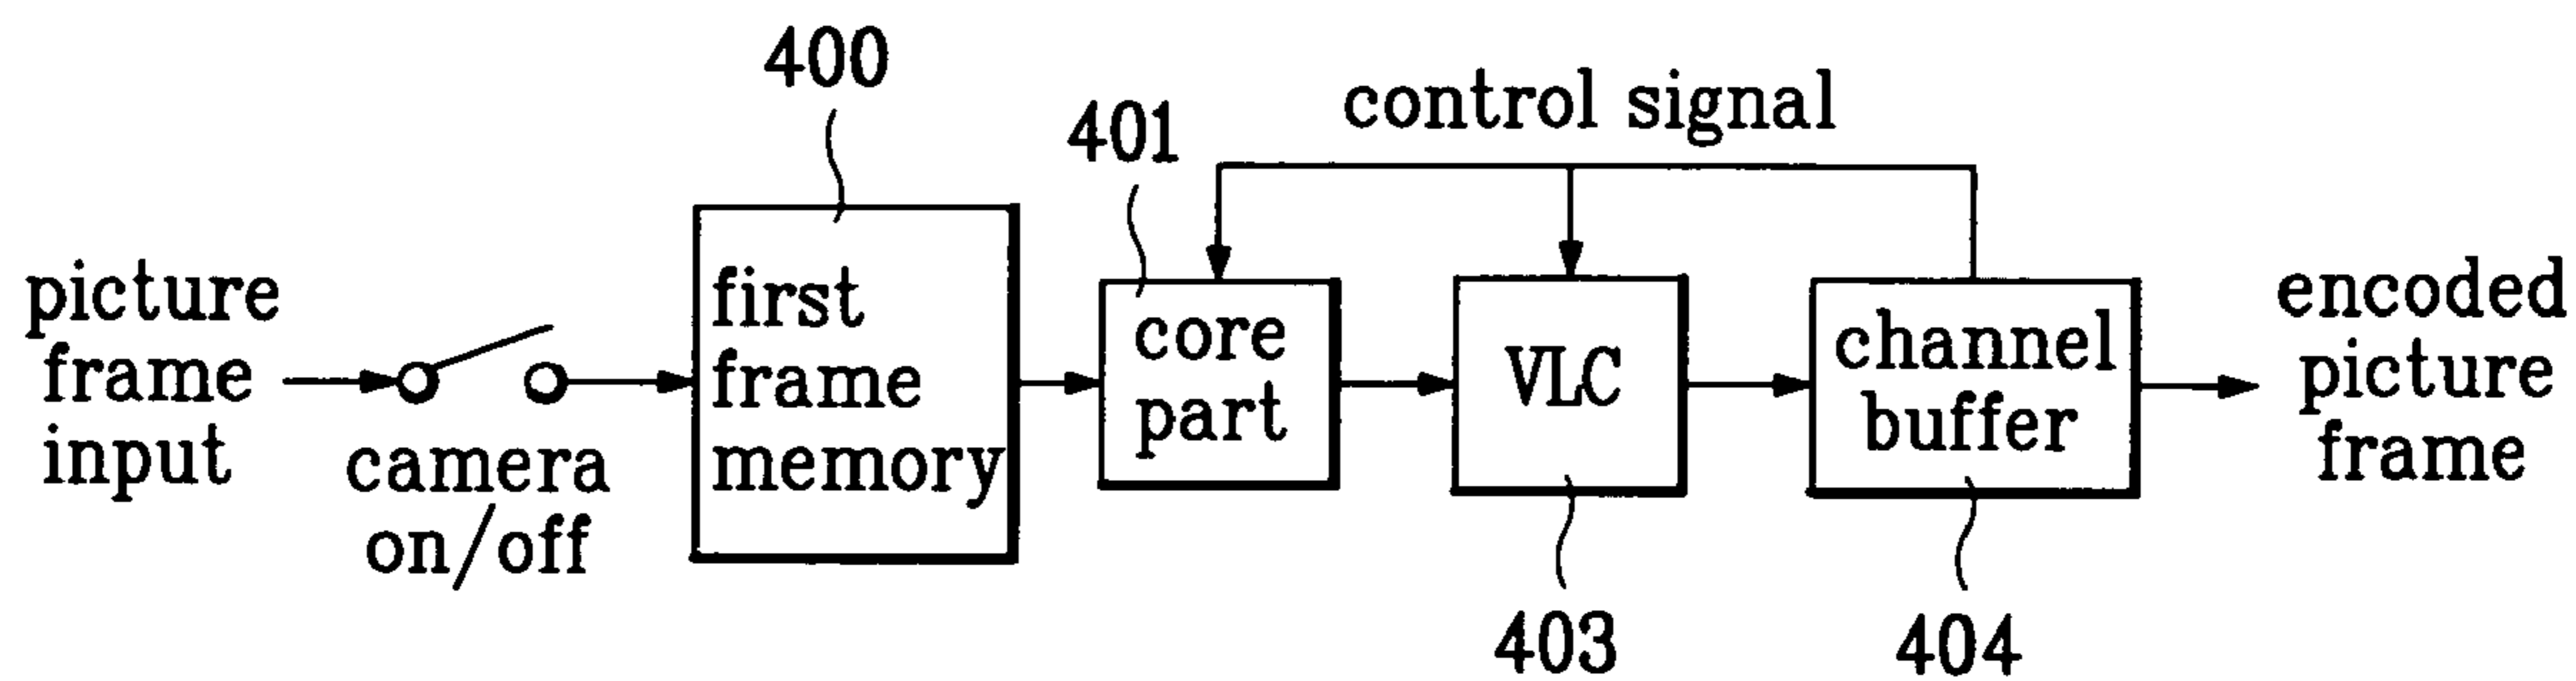 400
401
control signal
picture
frame
input
camera
on/off
first
frame
memory
core
part
VLC
channel
buffer
encoded
picture
frame
403
404